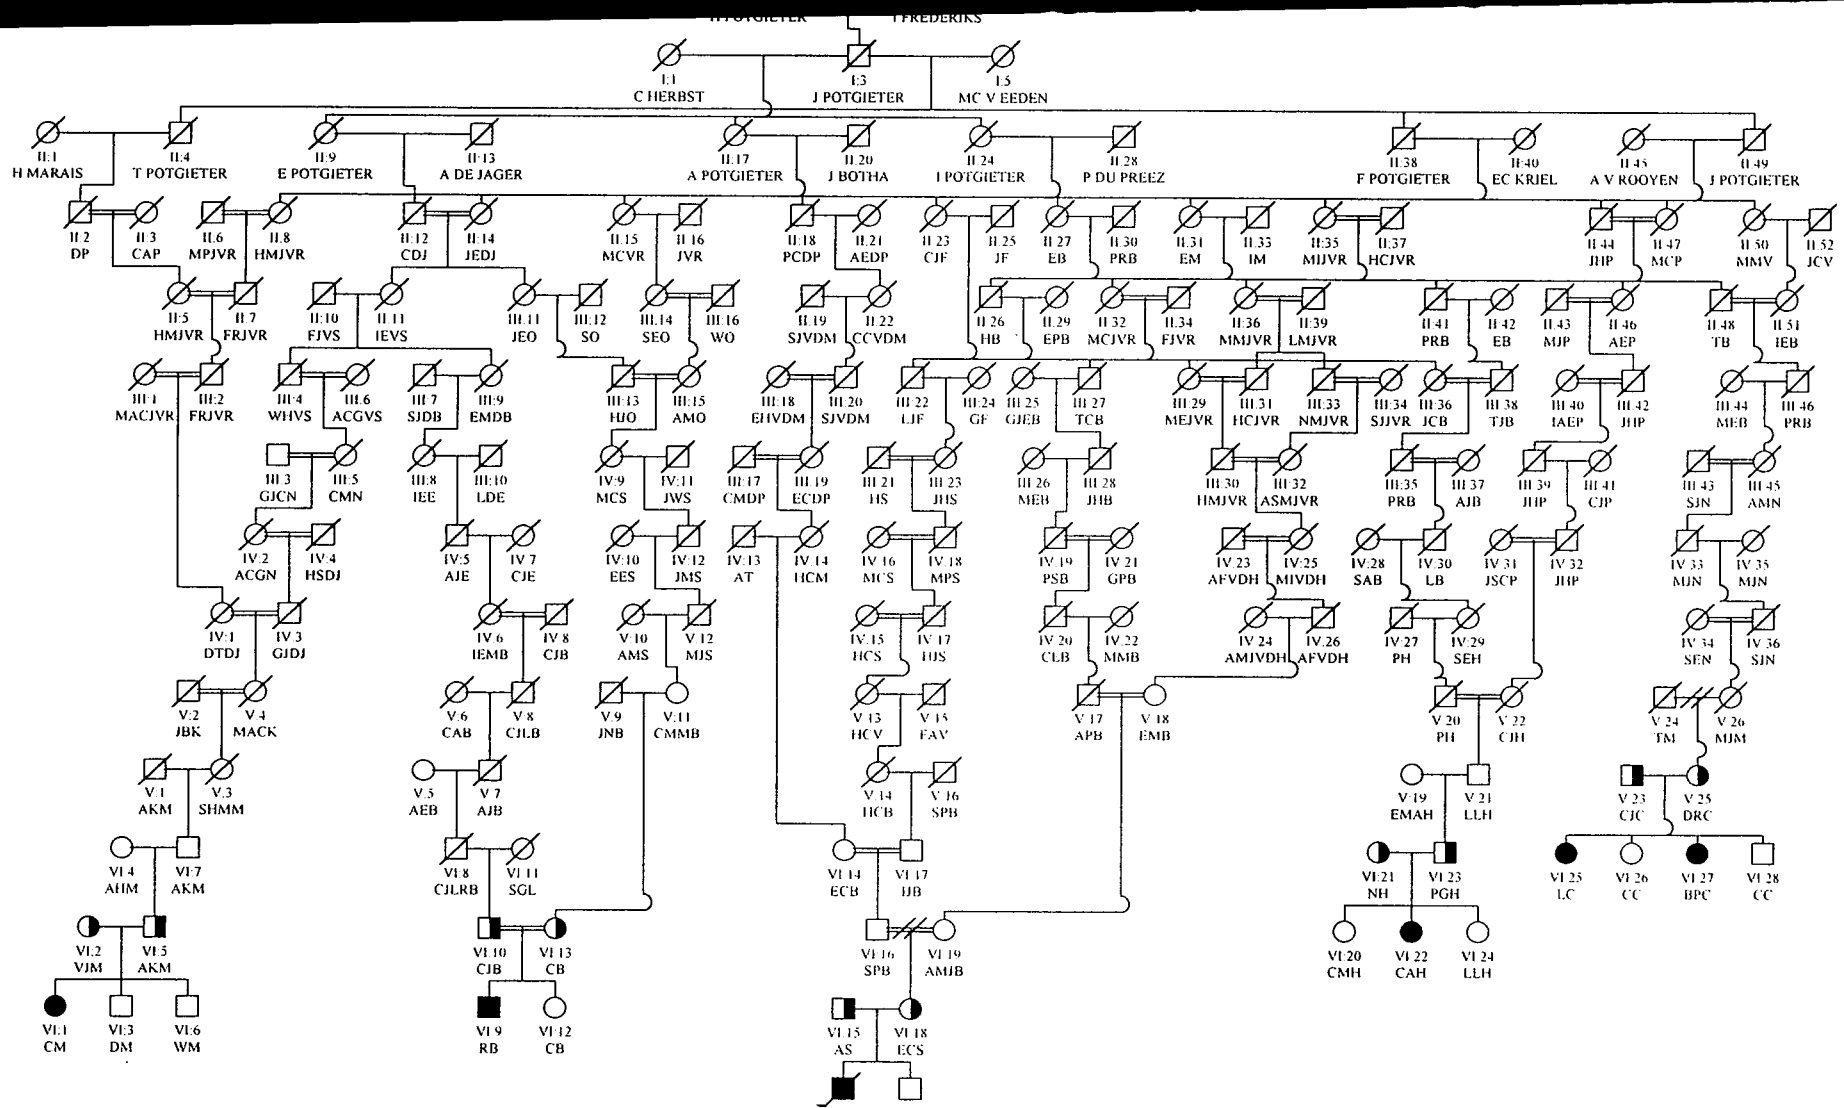 H POTGIETER I FREDERIKS
I:1 I:3 I:5
C HERBST J POTGIETER MC V EEDEN
II:1 II:4 II:9 II:13 II:17 II:20 II:24 II:28 II:38 II:40 II:45 II:49
H MARAIS T POTGIETER E POTGIETER A DE JAGER A POTGIETER J BOTHA I POTGIETER P DU PREEZ F POTGIETER EC KRIEL A V ROOYEN J POTGIETER
II:2 II:3 II:6 II:8 II:12 II:14 II:15 II:16 II:18 II:21 II:23 II:25 II:27 II:30 II:31 II:33 II:35 II:37 II:44 II:47 II:50 II:52
DP CAP MPJVR HMJVR CDJ JEDJ MCVR JVR PCDP AEDP CJF JF EB PRB EM IM MIJVR HCJVR JHP MCP MMV JCV
II:5 II:7 II:10 II:11 III:11 III:12 III:14 III:16 II:19 II:22 II:26 II:29 II:32 II:34 II:36 II:39 II:41 II:42 II:43 II:46 II:48 II:51
HMJVR FRJVR FJVS IEVS JEO SO SEO WO SJVDM CCVDM HB EPB MCJVR FJVR MMJVR LMJVR PRB EB MJP AEP TB IEB
III:1 III:2 III:4 III:6 III:7 III:9 III:13 III:15 III:18 III:20 III:22 III:24 III:25 III:27 III:29 III:31 III:33 III:34 III:36 III:38 III:40 III:42 III:44 III:46
MACJVR FRJVR WHVS ACGVS SJDB EMDB HJO AMO EHVDM SJVDM LJF GF GJEB TCB MEJVR HCJVR NMJVR SJJVR JCB TJB IAEP JHP MEB PRB
III:3 III:5 III:8 III:10 IV:9 IV:11 III:17 III:19 III:21 III:23 III:26 III:28 III:30 III:32 III:35 III:37 III:39 III:41 III:43 III:45
GJCN CMN IEE LDE MCS JWS CMDP ECDP HS JHS MEB JHB HMJVR ASMJVR PRB AJB JHP CJP SJN AMN
IV:2 IV:4 IV:5 IV:7 IV:10 IV:12 IV:13 IV:14 IV:16 IV:18 IV:19 IV:21 IV:23 IV:25 IV:28 IV:30 IV:31 IV:32 IV:33 IV:35
ACGN HSDJ AJE CJE EES JMS AT HCM MCS MPS PSB GPB AFVDH MIVDH SAB LB JSCP JHP MJN MJN
IV:1 IV:3 IV:6 IV:8 V:10 V:12 IV:15 IV:17 IV:20 IV:22 IV:24 IV:26 IV:27 IV:29 IV:34 IV:36
DTDJ GJDJ IEMB CJB AMS MJS HCS HJS CLB MMB AMJVDH AFVDH PH SEH SEN SJN
V:2 V:4 V:6 V:8 V:9 V:11 V:13 V:15 V:17 V:18 V:20 V:22 V:24 V:26
JBK MACK CAB CJLB JNB CMMB HCV FAV APB EMB PH CJH TM MJM
V:1 V:3 V:5 V:7 V:14 V:16 V:19 V:21 V:23 V:25
AKM SHMM AEB AJB HCB SPB EMAH LLH CJC DRC
VI:4 VI:7 VI:8 VI:11 VI:14 VI:17 VI:21 VI:23 VI:25 VI:26 VI:27 VI:28
AHM AKM CJLRB SGL ECB IJB NH PGH LC CC BPC CC
VI:2 VI:5 VI:10 VI:13 VI:16 VI:19 VI:20 VI:22 VI:24
VJM AKM CJB CB SPB AMJB CMH CAH LLH
VI:1 VI:3 VI:6 VI:9 VI:12 VI:15 VI:18
CM DM WM RB CB AS ECS